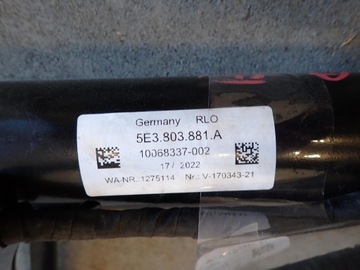 Germany RLO
5E3.803.881.A
10068337-002
17/ 2022
WA-NR.: 1275114 Nr.: V-170343-21